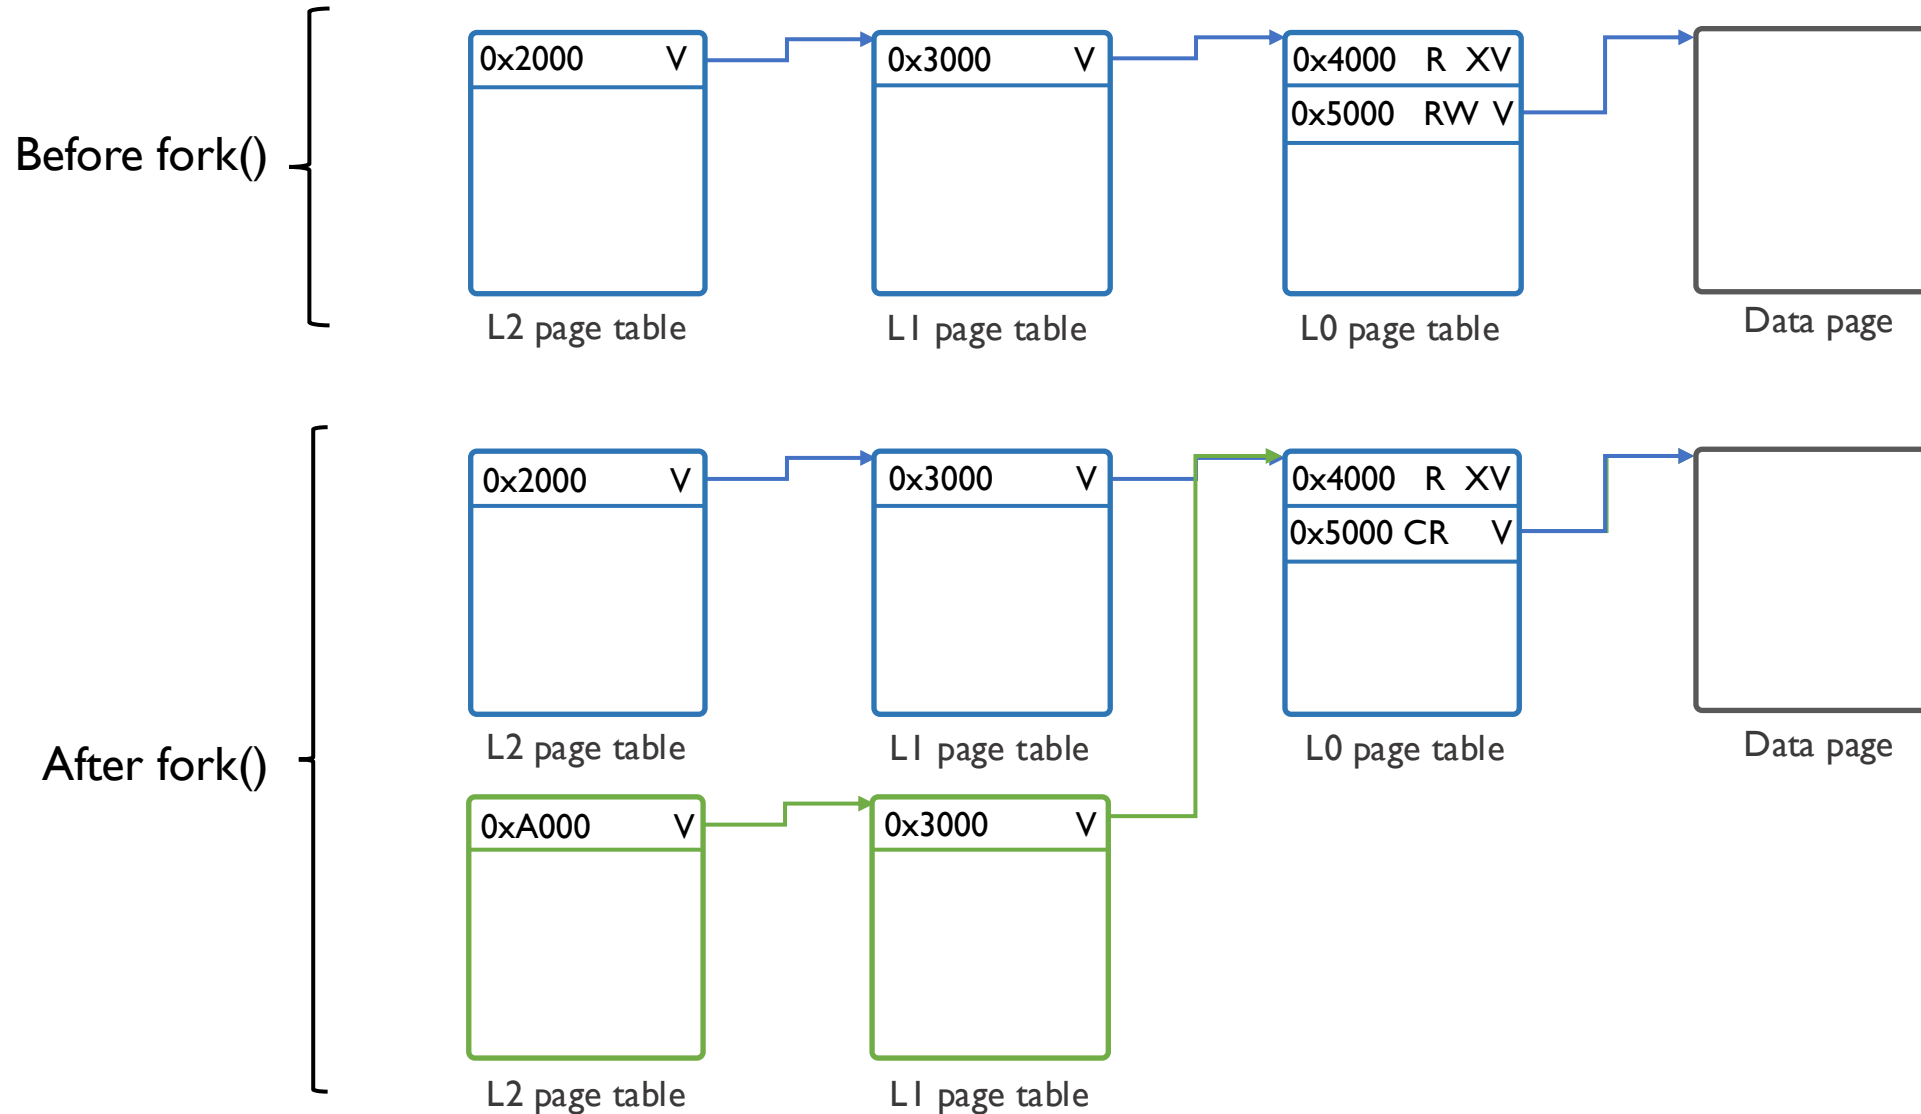 Before fork()
0x2000 V
0x3000 V
0x4000 R XV
0x5000 RW V
L2 page table
L1 page table
L0 page table
Data page
After fork()
0x2000 V
0x3000 V
0x4000 R XV
0x5000 CR V
L2 page table
L1 page table
L0 page table
Data page
0xA000 V
0x3000 V
L2 page table
L1 page table